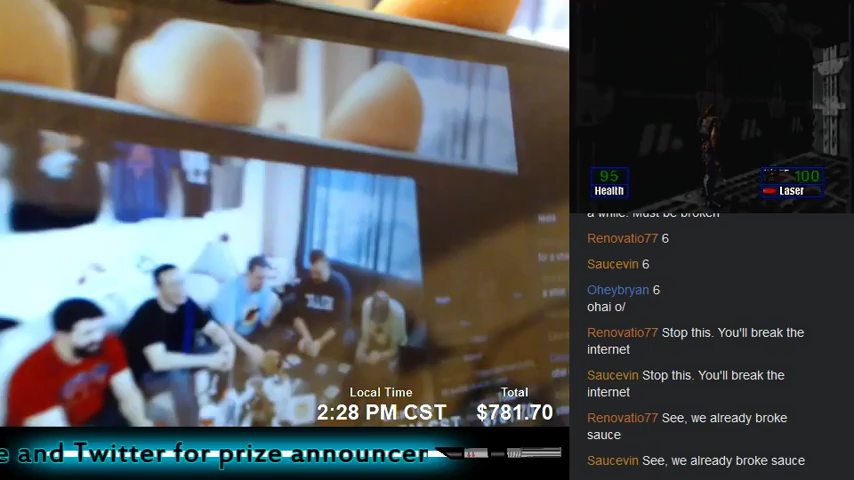 95
Health
100
Laser
a while. Must be broken
Renovatio77 6
Saucevin 6
Oheybryan 6
ohai o/
Renovatio77 Stop this. You'll break the
internet
Saucevin Stop this. You'll break the
internet
Renovatio77 See, we already broke
sauce
Saucevin See, we already broke sauce
Local Time
Total
2:28 PM CST
$781.70
e and Twitter for prize announcer